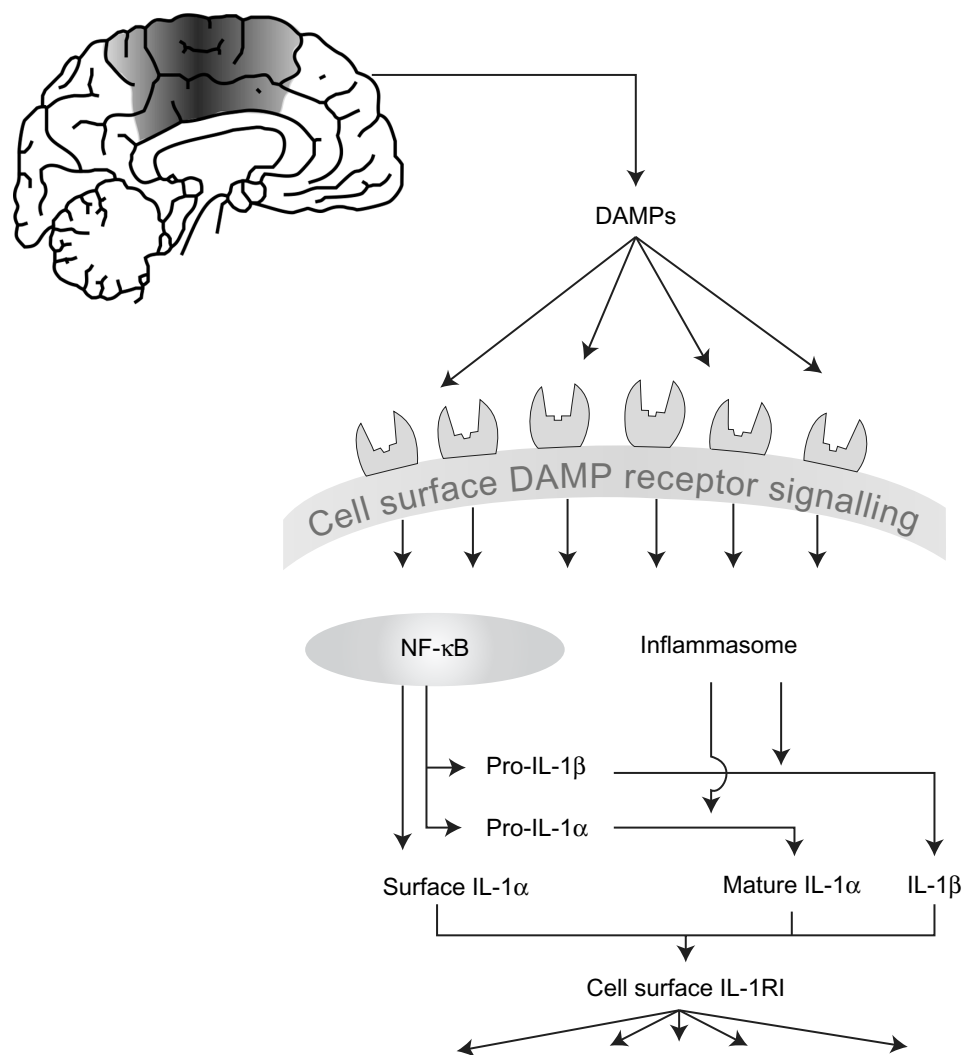 DAMPs
Cell surface DAMP receptor signalling
NF-κB
Inflammasome
Pro-IL-1β
Pro-IL-1α
Surface IL-1α
Mature IL-1α
IL-1β
Cell surface IL-1RI